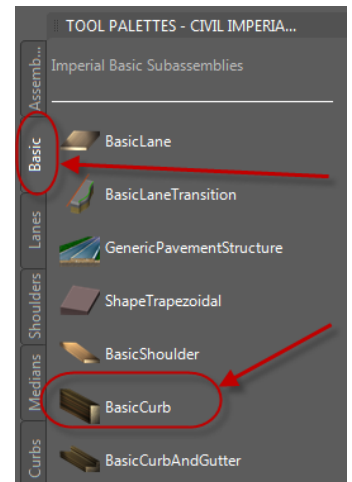 TOOL PALETTES - CIVIL IMPERIA...
Assemb...
Imperial Basic Subassemblies
Basic
BasicLane
BasicLaneTransition
Lanes
GenericPavementStructure
Shoulders
ShapeTrapezoidal
BasicShoulder
Medians
BasicCurb
Curbs
BasicCurbAndGutter